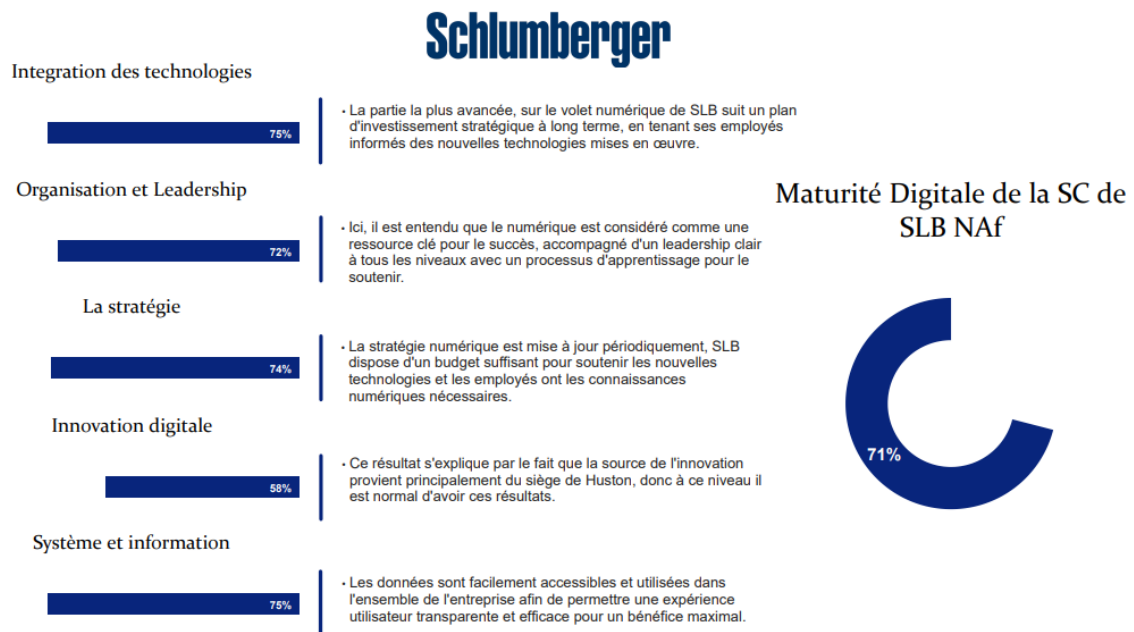 Schlumberger
Integration des technologies
75%
· La partie la plus avancée, sur le volet numérique de SLB suit un plan
d'investissement stratégique à long terme, en tenant ses employés
informés des nouvelles technologies mises en œuvre.
Organisation et Leadership
72%
· Ici, il est entendu que le numérique est considéré comme une
ressource clé pour le succès, accompagné d'un leadership clair
à tous les niveaux avec un processus d'apprentissage pour le
soutenir.
La stratégie
74%
· La stratégie numérique est mise à jour périodiquement, SLB
dispose d'un budget suffisant pour soutenir les nouvelles
technologies et les employés ont les connaissances
numériques nécessaires.
Innovation digitale
58%
· Ce résultat s'explique par le fait que la source de l'innovation
provient principalement du siège de Huston, donc à ce niveau il
est normal d'avoir ces résultats.
Système et information
75%
· Les données sont facilement accessibles et utilisées dans
l'ensemble de l'entreprise afin de permettre une expérience
utilisateur transparente et efficace pour un bénéfice maximal.
Maturité Digitale de la SC de
SLB NAf
71%